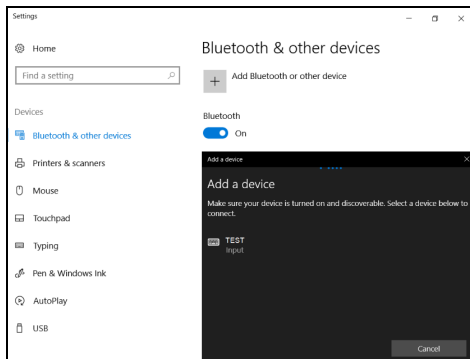 Settings
Home
Find a setting
Devices
Bluetooth & other devices
Printers & scanners
Mouse
Touchpad
Typing
Pen & Windows Ink
AutoPlay
USB
Bluetooth & other devices
Add Bluetooth or other device
Bluetooth
On
Add a device
Add a device
Make sure your device is turned on and discoverable. Select a device below to
connect.
TEST
Input
Cancel